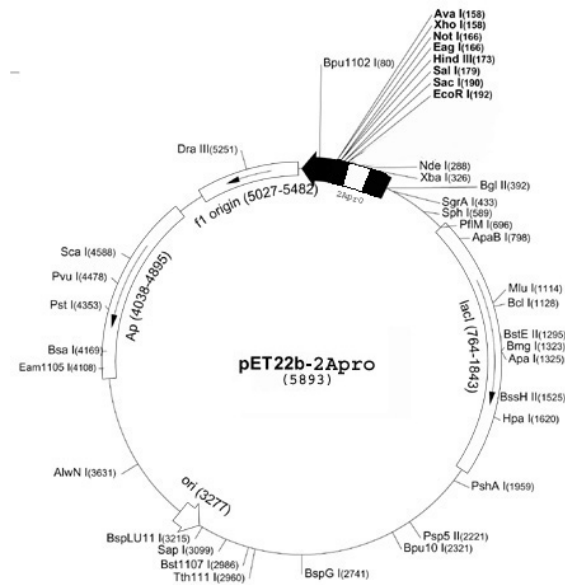 Ava I(158)
Xho I(158)
Not I(166)
Eag I(166)
Hind III(173)
Sal I(179)
Sac I(190)
EcoR I(192)
Bpu1102 I(80)
Dra III(5251)
Nde I(288)
Xba I(326)
Bgl II(392)
SgrA I(433)
Sph I(589)
PflM I(696)
ApaB I(798)
2Apro
f1 origin (5027-5482)
Sca I(4588)
Pvu I(4478)
Pst I(4353)
Bsa I(4169)
Eam1105 I(4108)
Ap (4038-4895)
Mlu I(1114)
Bcl I(1128)
BstE II(1295)
Bmg I(1323)
Apa I(1325)
lacI (764-1843)
pET22b-2Apro
(5893)
BssH II(1525)
Hpa I(1620)
AlwN I(3631)
PshA I(1959)
ori (3277)
BspLU11 I(3215)
Sap I(3099)
Bst1107 I(2986)
Tth111 I(2960)
BspG I(2741)
Psp5 II(2221)
Bpu10 I(2321)